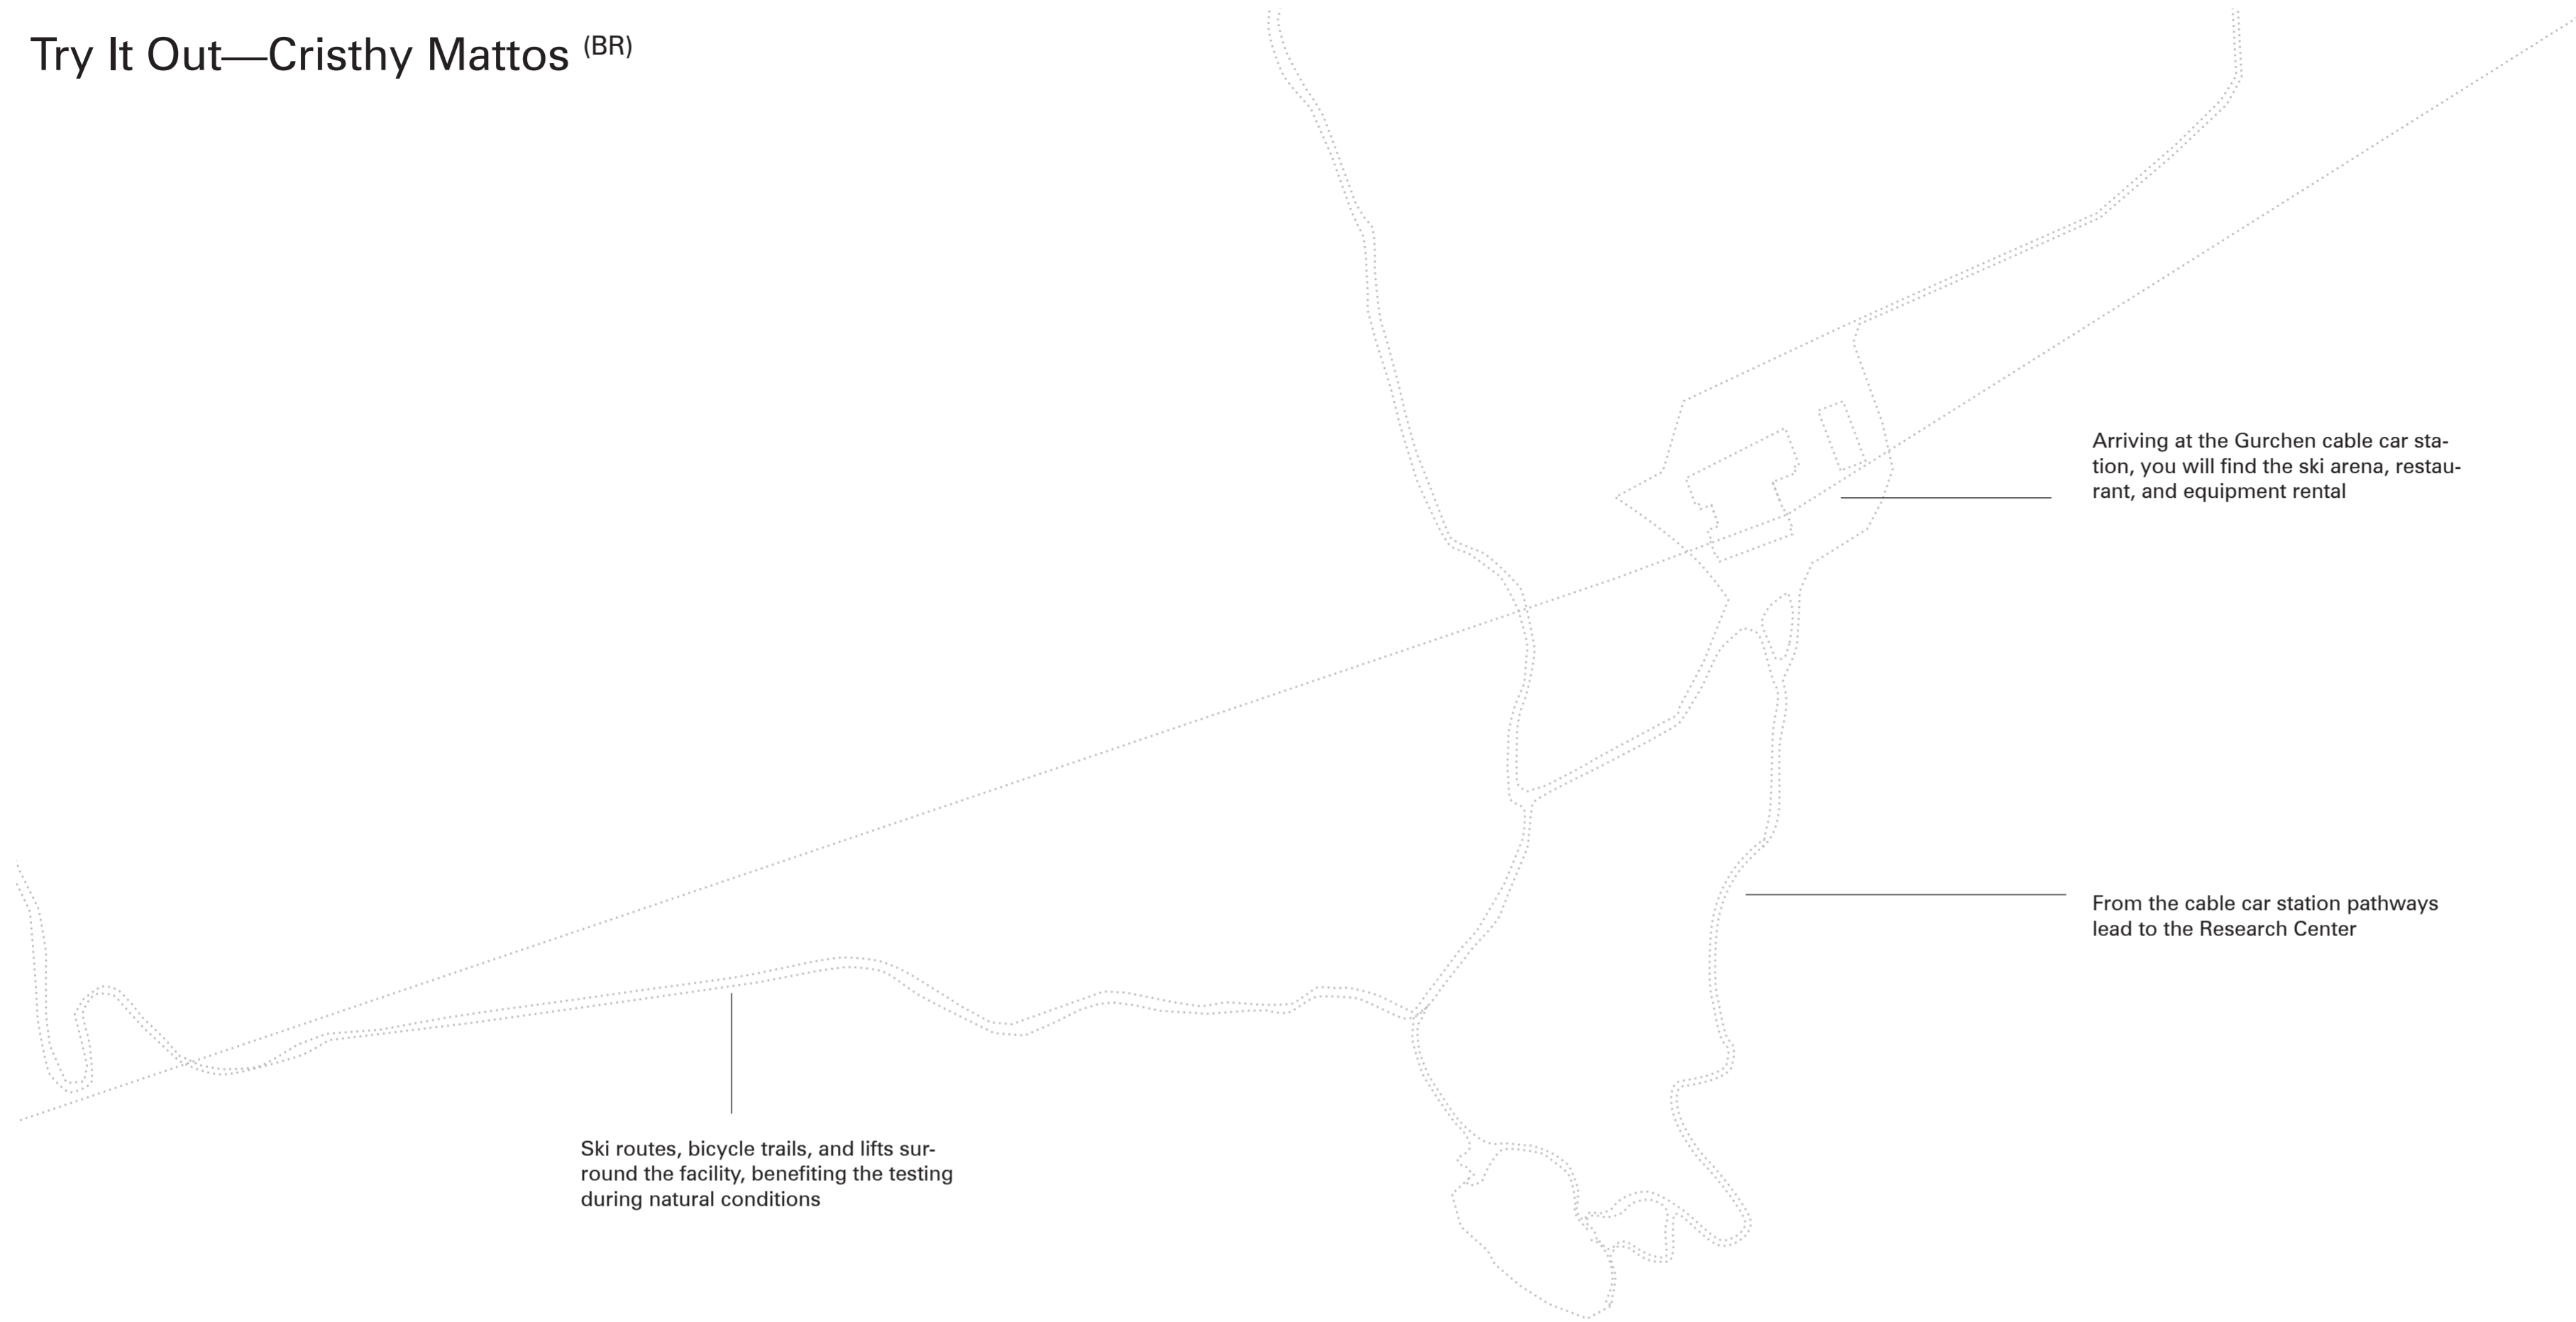 Try It Out—Cristhy Mattos (BR)
Arriving at the Gurchen cable car sta-
tion, you will find the ski arena, restau-
rant, and equipment rental
From the cable car station pathways
lead to the Research Center
Ski routes, bicycle trails, and lifts sur-
round the facility, benefiting the testing
during natural conditions